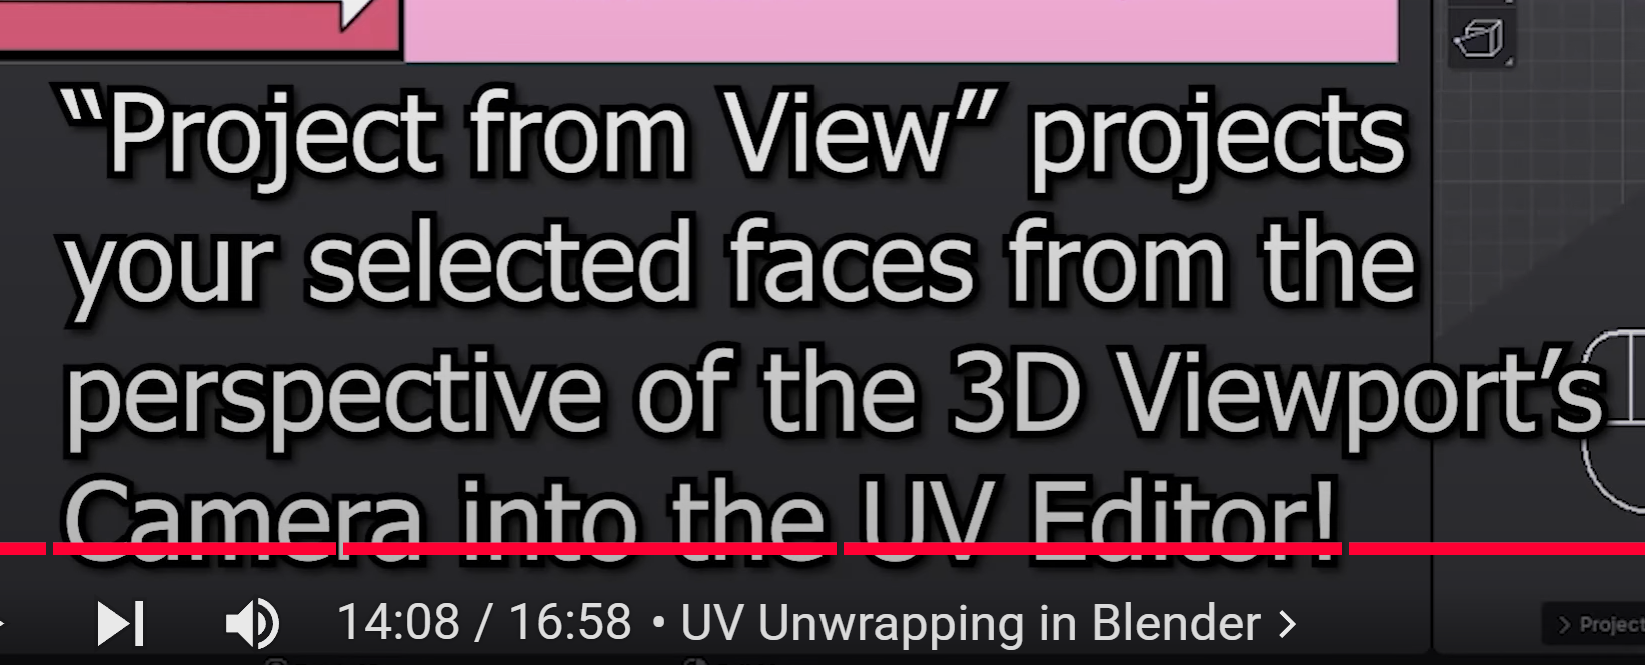 “Project from View” projects
your selected faces from the
perspective of the 3D Viewport’s
Camera into the UV Editor!
14:08 / 16:58 • UV Unwrapping in Blender >
> Project